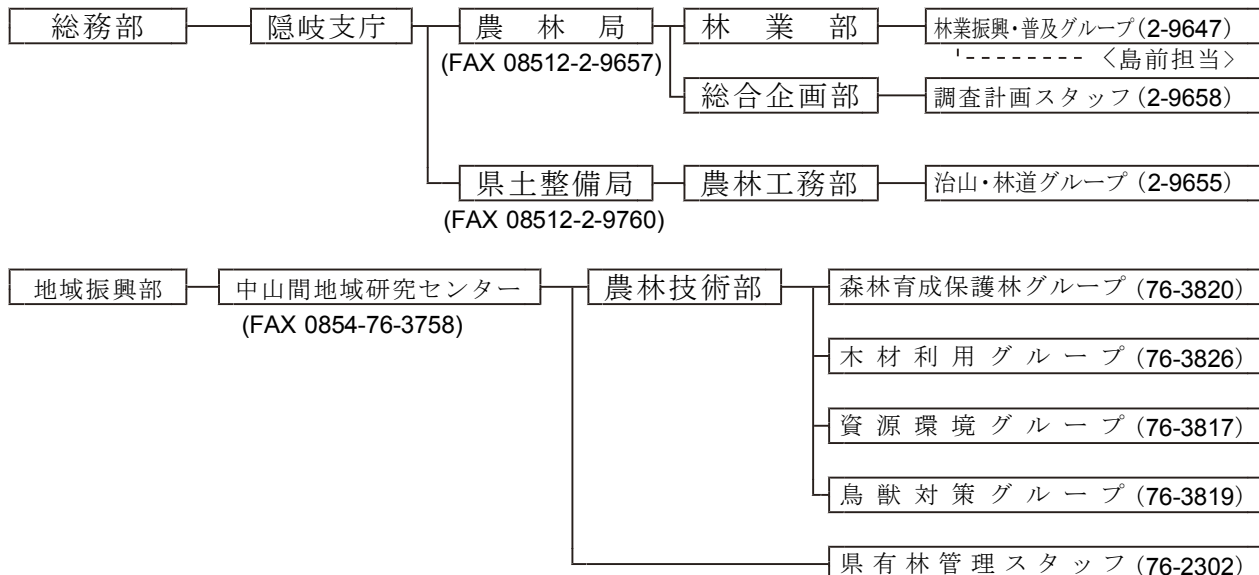 総務部 隠岐支庁 農林局 林業部 林業振興・普及グループ(2-9647)
(FAX 08512-2-9657) 〈島前担当〉
総合企画部 調査計画スタッフ(2-9658)
県土整備局 農林工務部 治山・林道グループ(2-9655)
(FAX 08512-2-9760)
地域振興部 中山間地域研究センター 農林技術部 森林育成保護林グループ(76-3820)
(FAX 0854-76-3758)
木材利用グループ(76-3826)
資源環境グループ(76-3817)
鳥獣対策グループ(76-3819)
県有林管理スタッフ(76-2302)